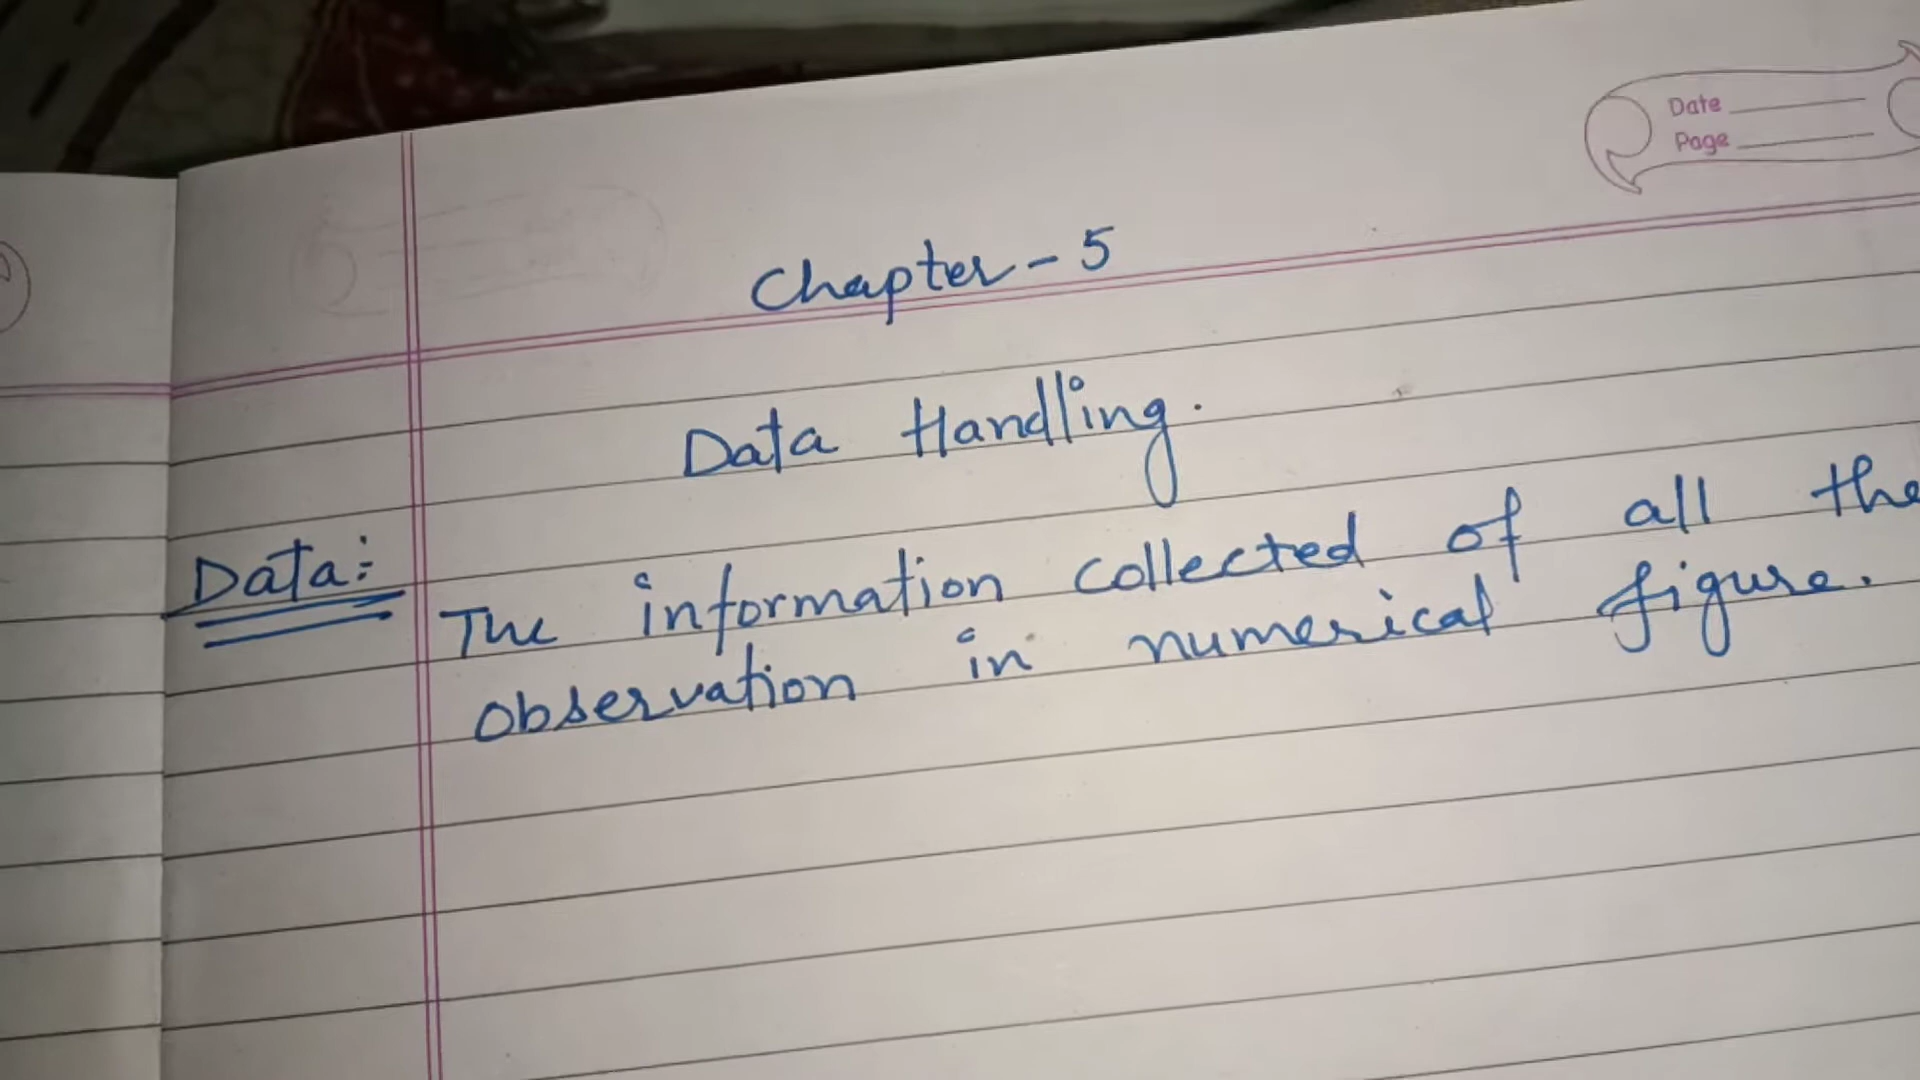 Date
Page
Chapter - 5
Data Handling.
Data:
The information collected of all the
observation in numerical figure.